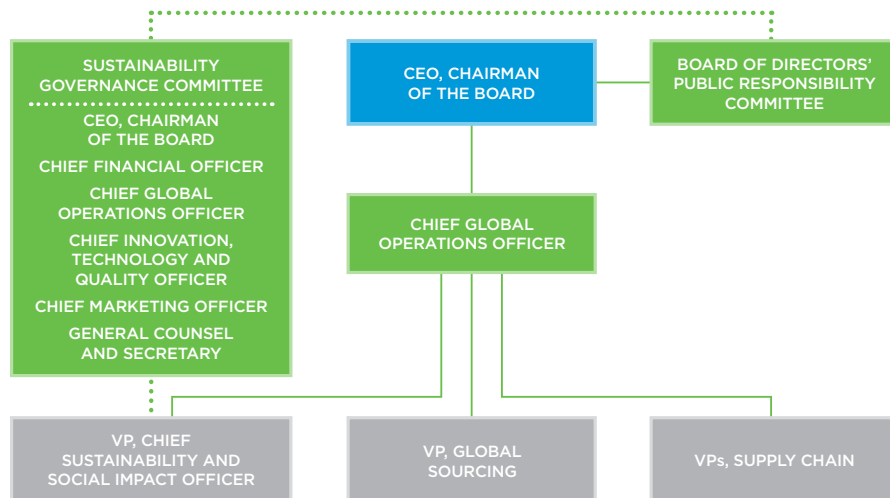 SUSTAINABILITY
GOVERNANCE COMMITTEE
CEO, CHAIRMAN
OF THE BOARD
CHIEF FINANCIAL OFFICER
CHIEF GLOBAL
OPERATIONS OFFICER
CHIEF INNOVATION,
TECHNOLOGY AND
QUALITY OFFICER
CHIEF MARKETING OFFICER
GENERAL COUNSEL
AND SECRETARY
CEO, CHAIRMAN
OF THE BOARD
BOARD OF DIRECTORS’
PUBLIC RESPONSIBILITY
COMMITTEE
CHIEF GLOBAL
OPERATIONS OFFICER
VP, CHIEF
SUSTAINABILITY AND
SOCIAL IMPACT OFFICER
VP, GLOBAL
SOURCING
VPs, SUPPLY CHAIN